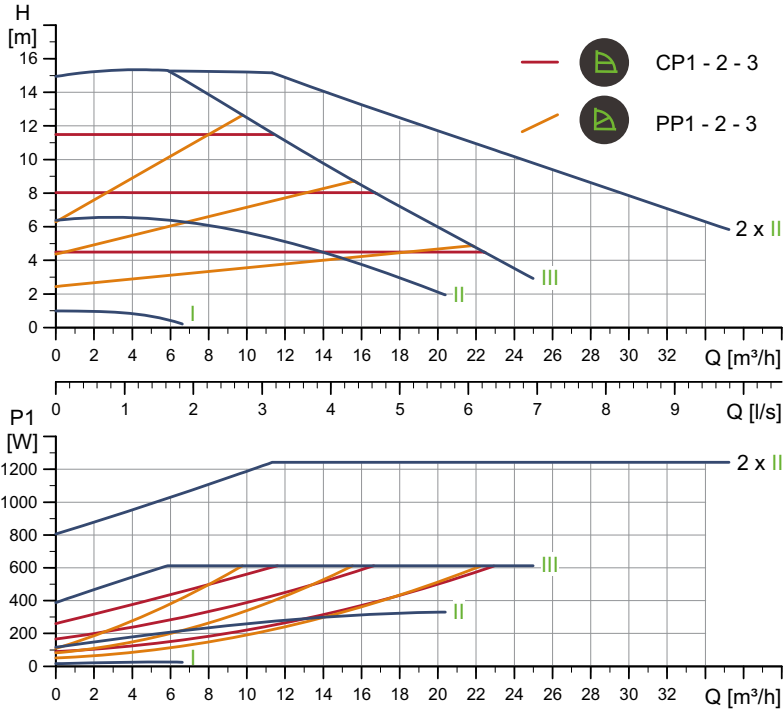 H
[m]
16
14
12
10
8
6
4
2
0
CP1 - 2 - 3
PP1 - 2 - 3
2 x II
III
II
I
0 2 4 6 8 10 12 14 16 18 20 22 24 26 28 30 32 Q [m³/h]
0 1 2 3 4 5 6 7 8 9 Q [l/s]
P1
[W]
1200
1000
800
600
400
200
0
2 x II
III
II
I
0 2 4 6 8 10 12 14 16 18 20 22 24 26 28 30 32 Q [m³/h]